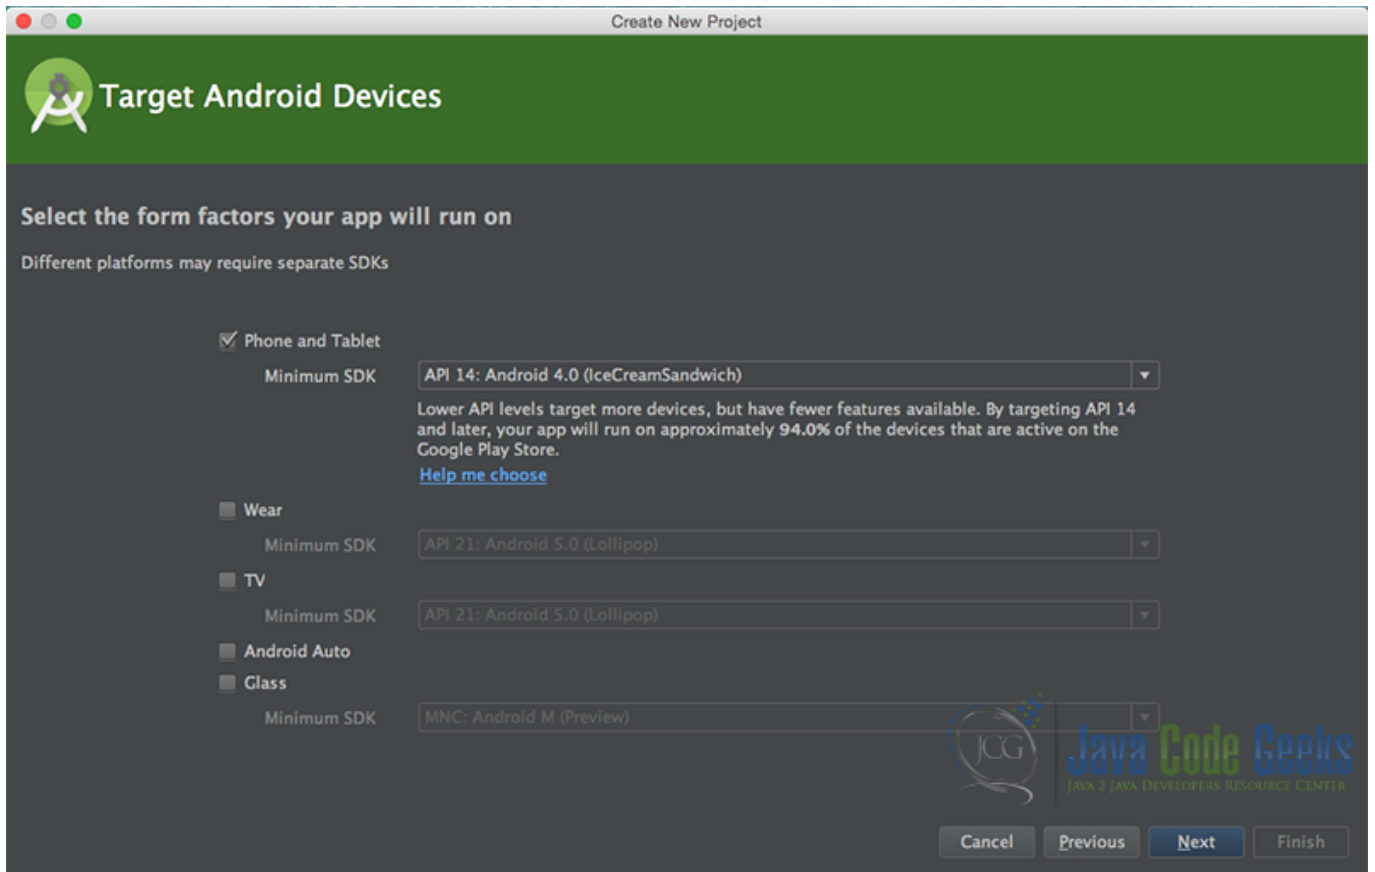 Create New Project
Target Android Devices
Select the form factors your app will run on
Different platforms may require separate SDKs
Phone and Tablet
Minimum SDK API 14: Android 4.0 (IceCreamSandwich)
Lower API levels target more devices, but have fewer features available. By targeting API 14
and later, your app will run on approximately 94.0% of the devices that are active on the
Google Play Store.
Help me choose
Wear
Minimum SDK API 21: Android 5.0 (Lollipop)
TV
Minimum SDK API 21: Android 5.0 (Lollipop)
Android Auto
Glass
Minimum SDK MNC: Android M (Preview)
JCG Java Code Geeks
JAVA 2 JAVA DEVELOPERS RESOURCE CENTER
Cancel Previous Next Finish